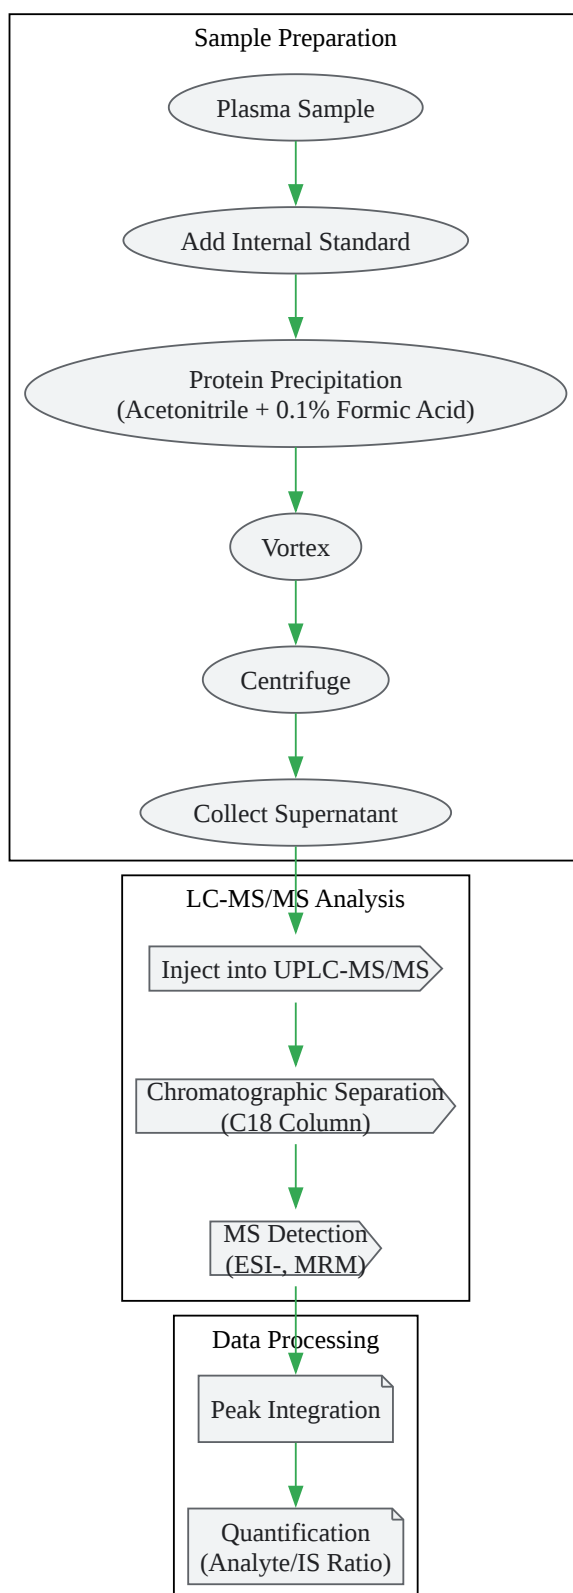 Sample Preparation
Plasma Sample
Add Internal Standard
Protein Precipitation
(Acetonitrile + 0.1% Formic Acid)
Vortex
Centrifuge
Collect Supernatant
LC-MS/MS Analysis
Inject into UPLC-MS/MS
Chromatographic Separation
(C18 Column)
MS Detection
(ESI-, MRM)
Data Processing
Peak Integration
Quantification
(Analyte/IS Ratio)